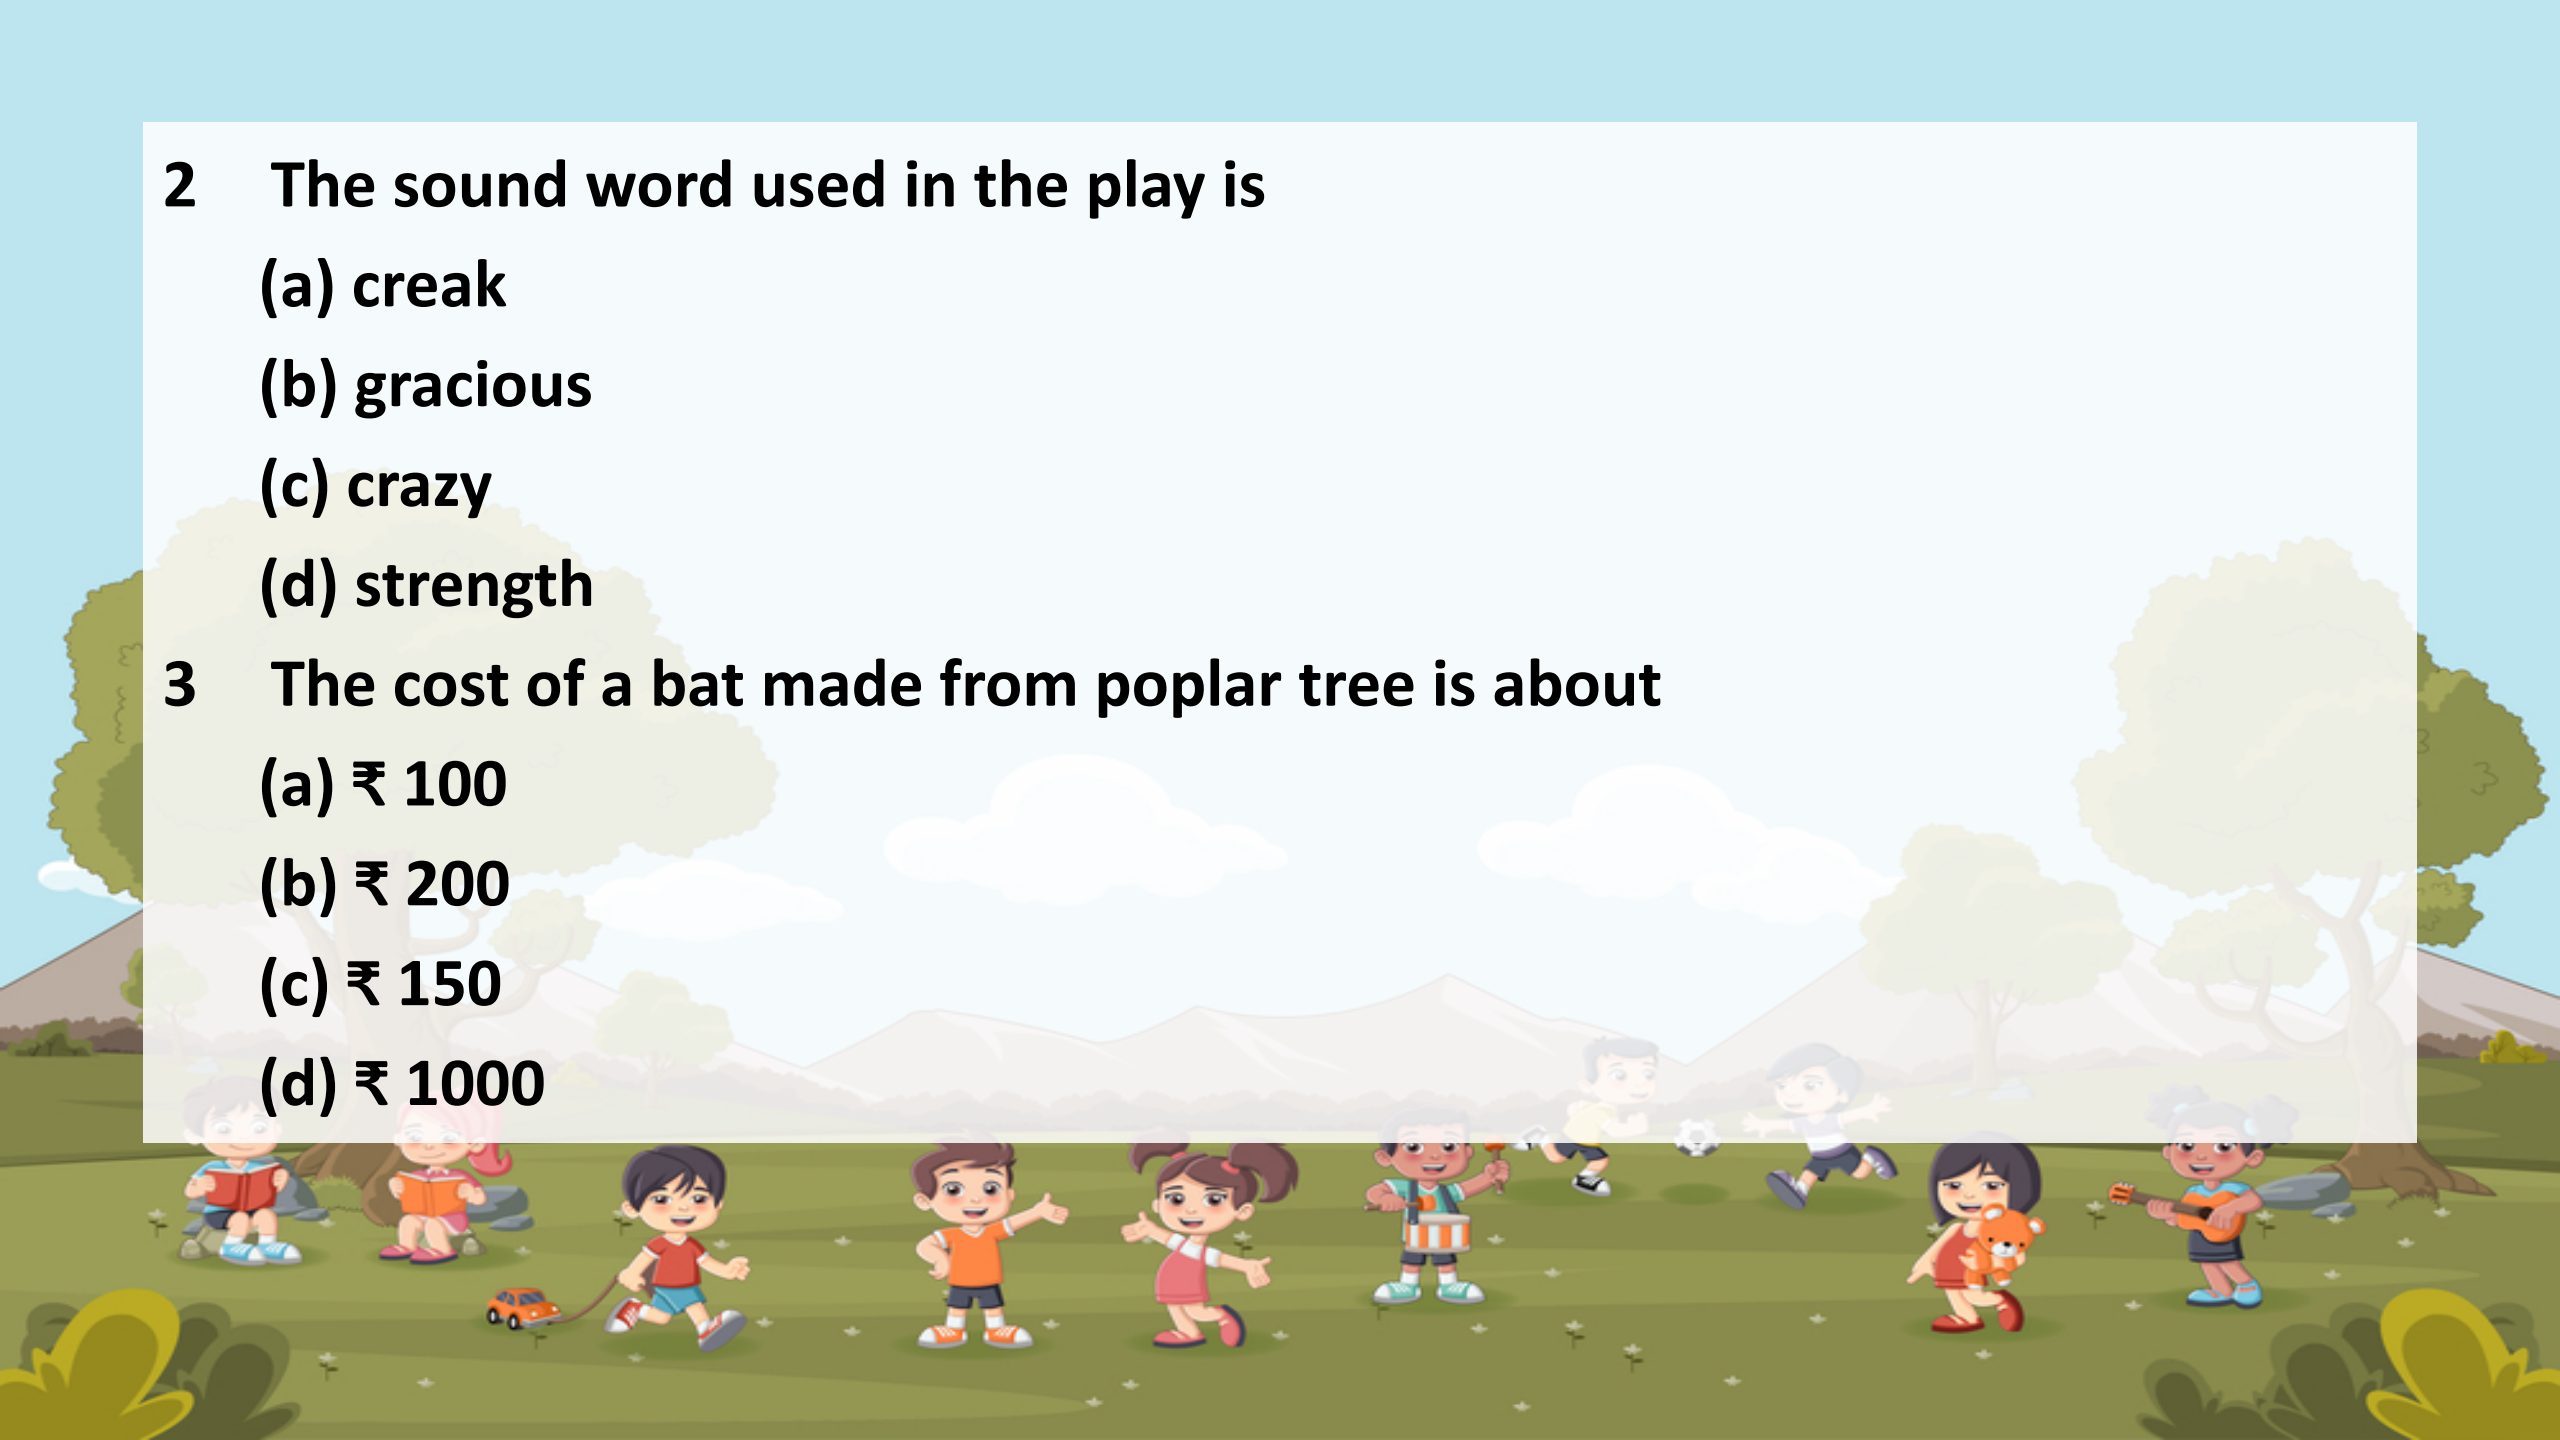 2 The sound word used in the play is
(a) creak
(b) gracious
(c) crazy
(d) strength
3 The cost of a bat made from poplar tree is about
(a) ₹ 100
(b) ₹ 200
(c) ₹ 150
(d) ₹ 1000